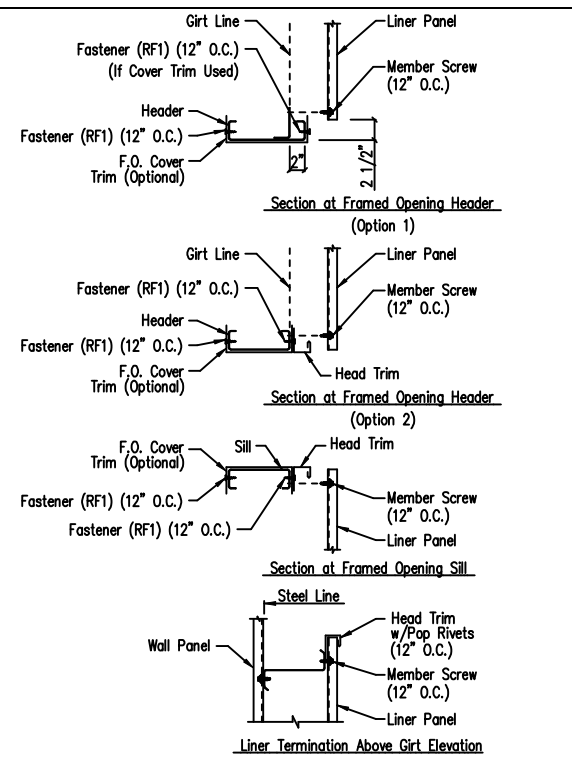 Girt Line
Liner Panel
Fastener (RF1) (12" O.C.)
(If Cover Trim Used)
Member Screw
(12" O.C.)
Header
Fastener (RF1) (12" O.C.)
F.O. Cover
Trim (Optional)
2"
2 1/2"
Section at Framed Opening Header
(Option 1)
Girt Line
Liner Panel
Fastener (RF1) (12" O.C.)
Member Screw
(12" O.C.)
Header
Fastener (RF1) (12" O.C.)
F.O. Cover
Trim (Optional)
Head Trim
Section at Framed Opening Header
(Option 2)
F.O. Cover
Trim (Optional)
Sill
Head Trim
Fastener (RF1) (12" O.C.)
Fastener (RF1) (12" O.C.)
Member Screw
(12" O.C.)
Liner Panel
Section at Framed Opening Sill
Steel Line
Wall Panel
Head Trim
w/Pop Rivets
(12" O.C.)
Member Screw
(12" O.C.)
Liner Panel
Liner Termination Above Girt Elevation